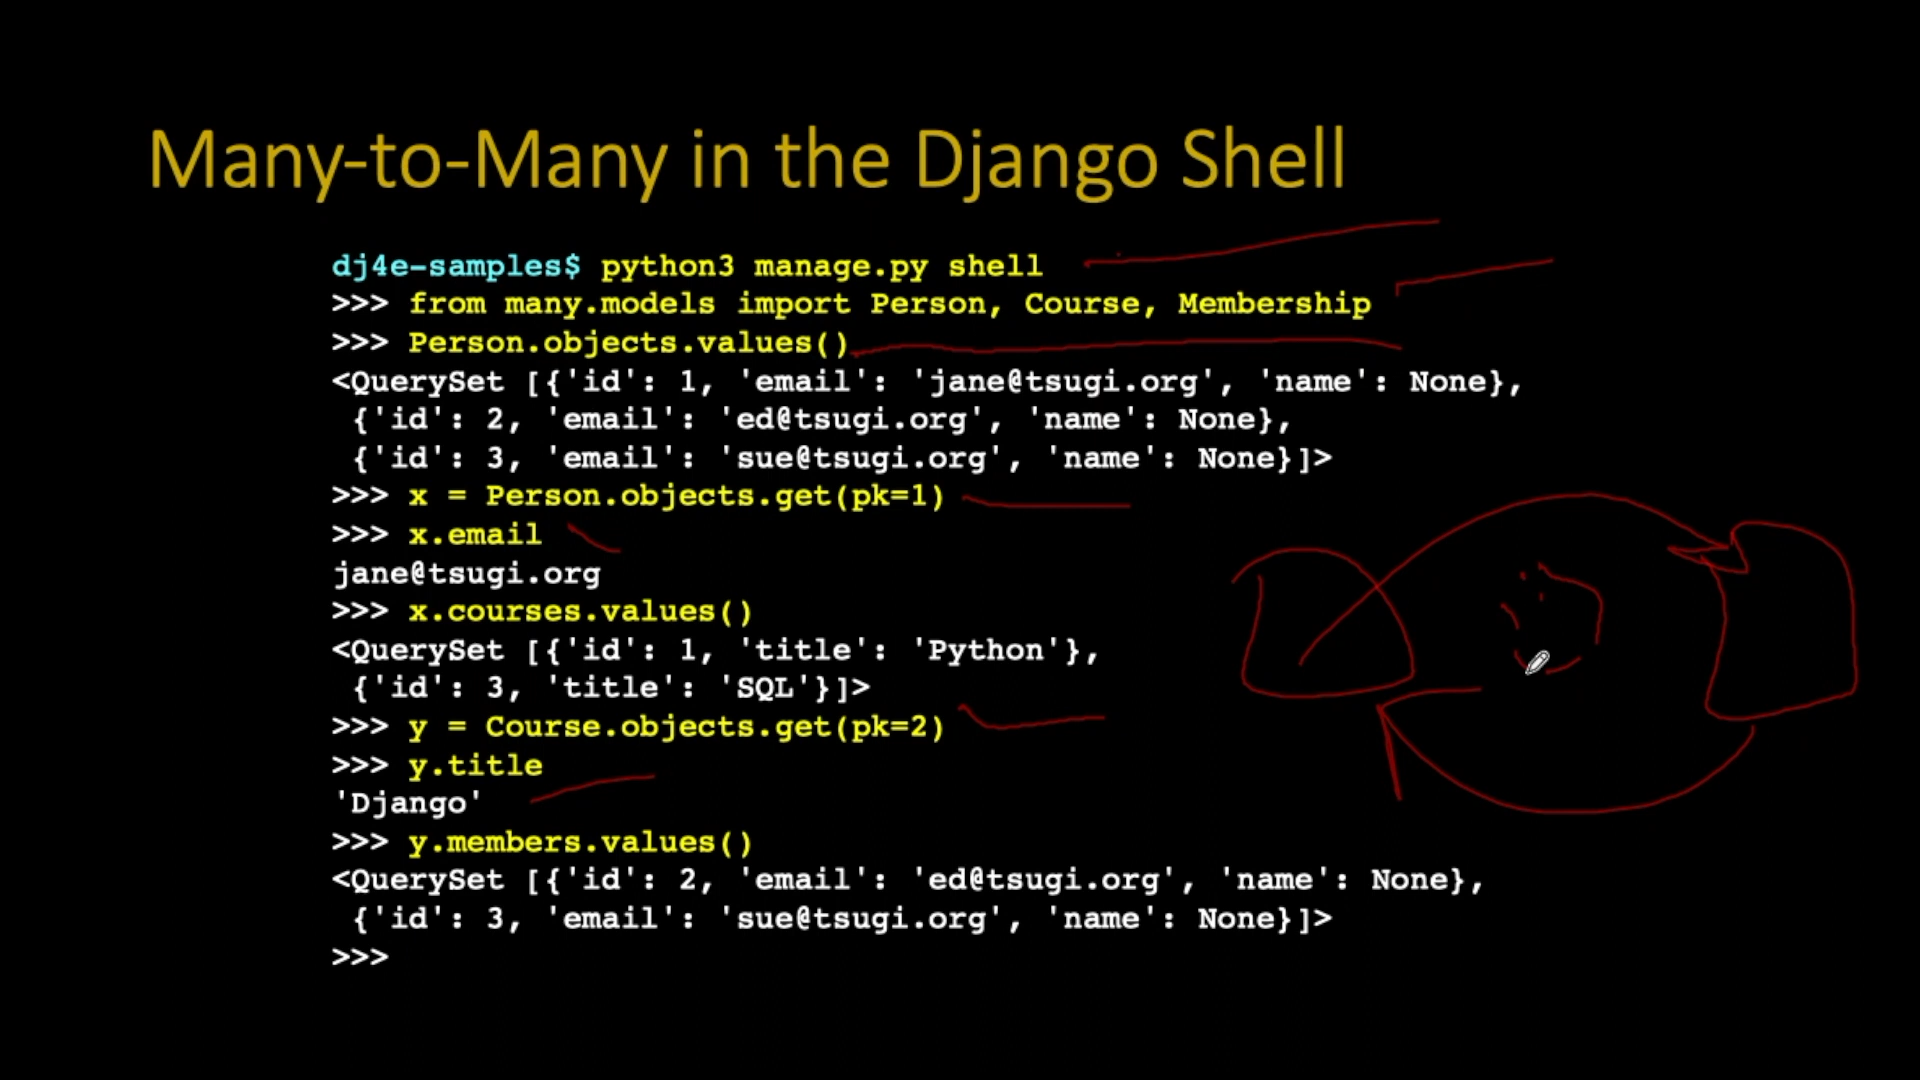 Many-to-Many in the Django Shell
dj4e-samples$ python3 manage.py shell
>>> from many.models import Person, Course, Membership
>>> Person.objects.values()
<QuerySet [{'id': 1, 'email': 'jane@tsugi.org', 'name': None},
{'id': 2, 'email': 'ed@tsugi.org', 'name': None},
{'id': 3, 'email': 'sue@tsugi.org', 'name': None}]>
>>> x = Person.objects.get(pk=1)
>>> x.email
jane@tsugi.org
>>> x.courses.values()
<QuerySet [{'id': 1, 'title': 'Python'},
{'id': 3, 'title': 'SQL'}]>
>>> y = Course.objects.get(pk=2)
>>> y.title
'Django'
>>> y.members.values()
<QuerySet [{'id': 2, 'email': 'ed@tsugi.org', 'name': None},
{'id': 3, 'email': 'sue@tsugi.org', 'name': None}]>
>>>